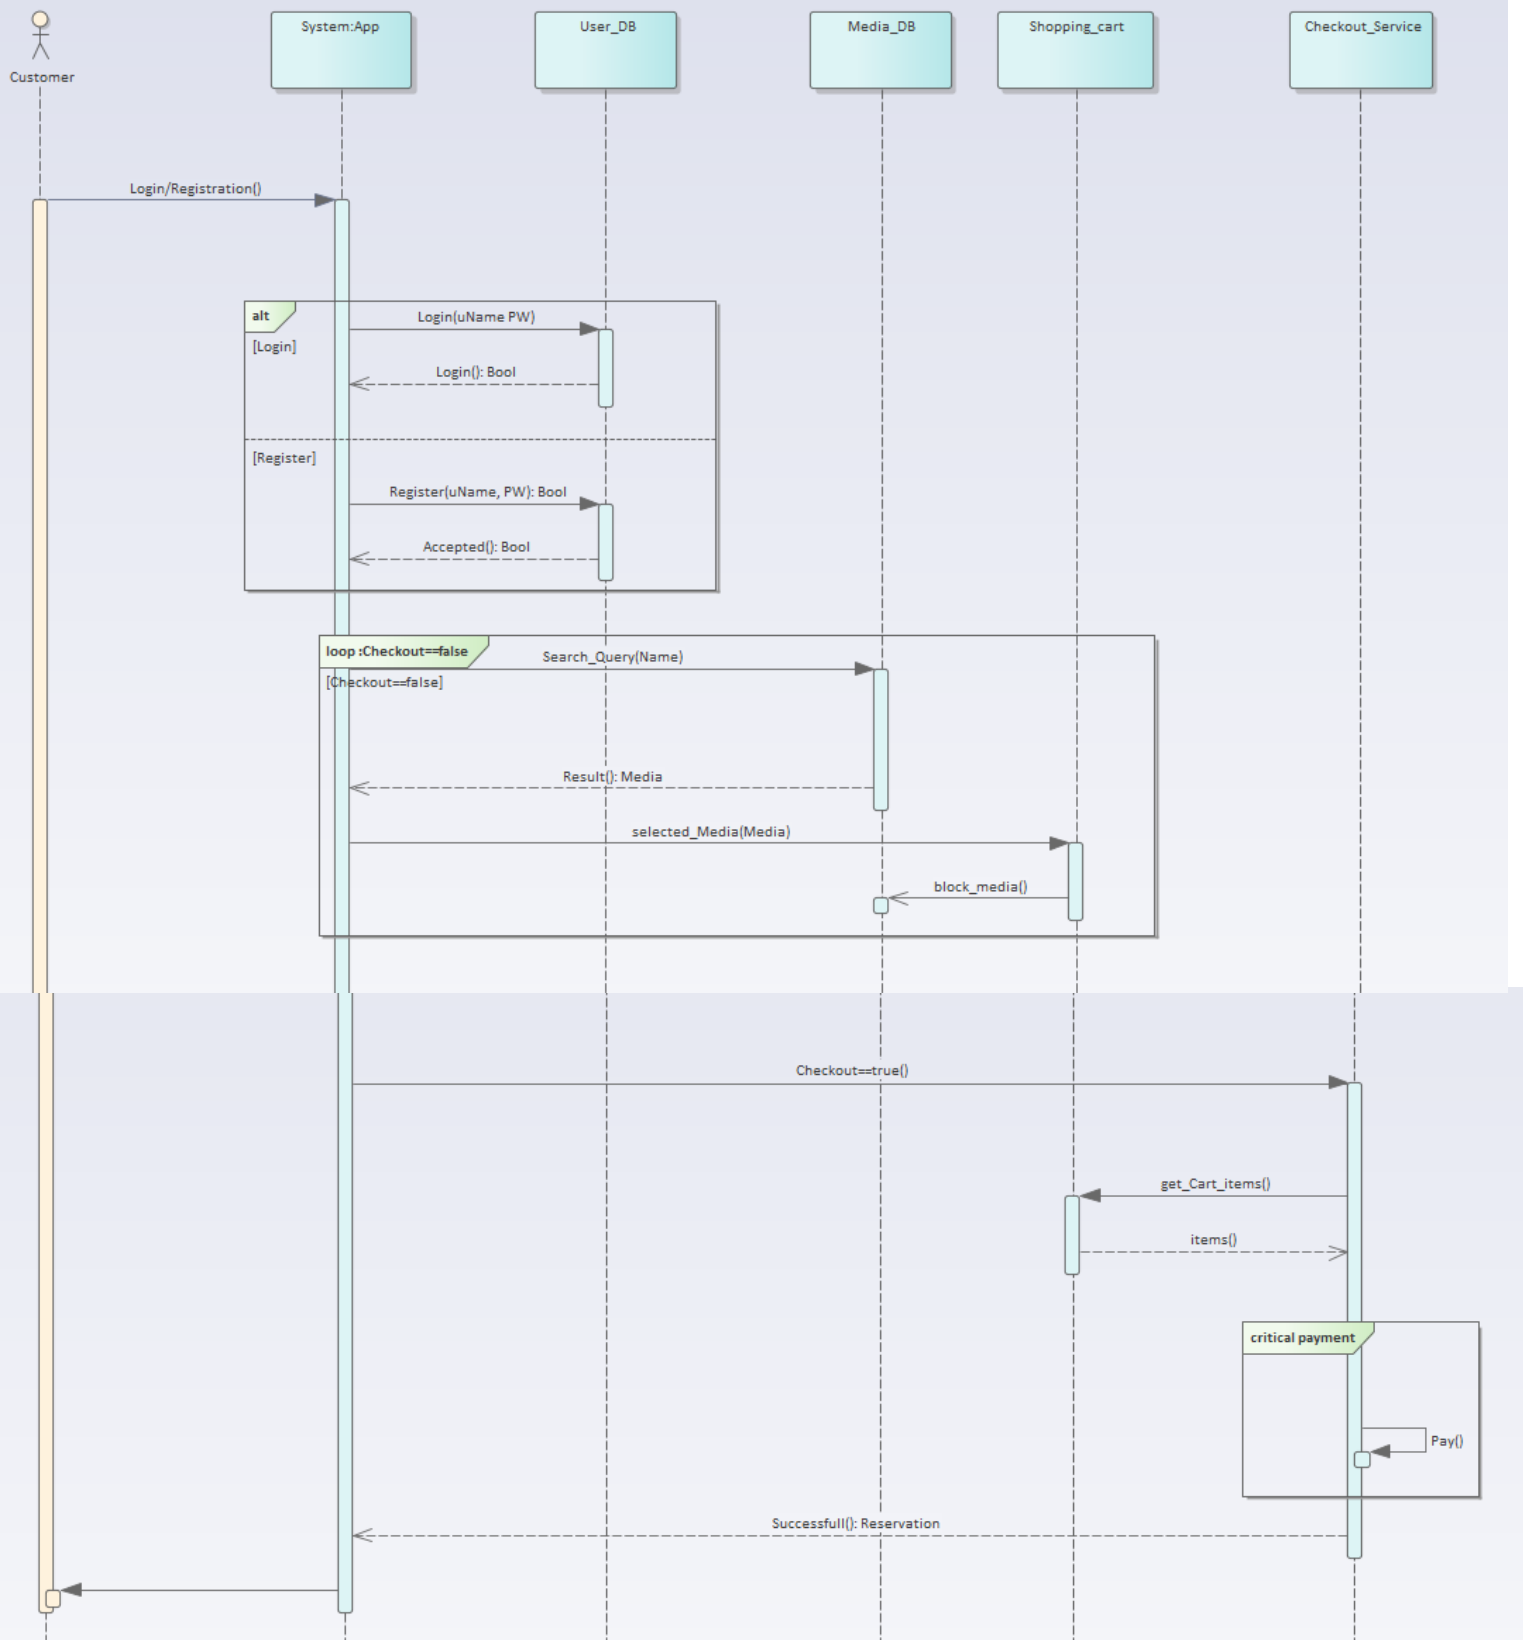 System:App
User_DB
Media_DB
Shopping_cart
Checkout_Service
Customer
Login/Registration()
alt
Login(uName PW)
[Login]
Login(): Bool
[Register]
Register(uName, PW): Bool
Accepted(): Bool
loop :Checkout==false
Search_Query(Name)
[Checkout==false]
Result(): Media
selected_Media(Media)
block_media()
Checkout==true()
get_Cart_items()
items()
critical payment
Pay()
Successfull(): Reservation